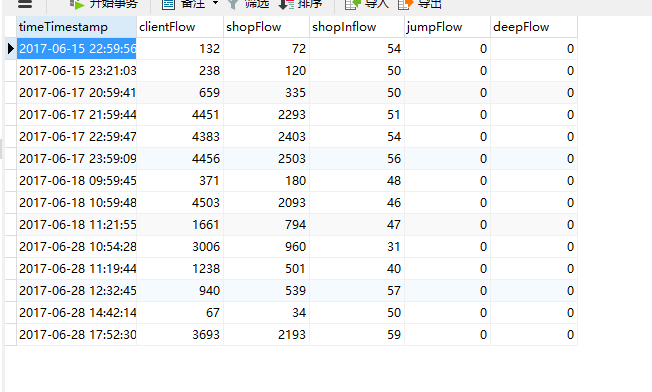 开始事务 备注 筛选 排序 导入 导出
timeTimestamp clientFlow shopFlow shopInflow jumpFlow deepFlow
2017-06-15 22:59:56 132 72 54 0 0
2017-06-15 23:21:03 238 120 50 0 0
2017-06-17 20:59:41 659 335 50 0 0
2017-06-17 21:59:44 4451 2293 51 0 0
2017-06-17 22:59:47 4383 2403 54 0 0
2017-06-17 23:59:09 4456 2503 56 0 0
2017-06-18 09:59:45 371 180 48 0 0
2017-06-18 10:59:48 4503 2093 46 0 0
2017-06-18 11:21:55 1661 794 47 0 0
2017-06-28 10:54:28 3006 960 31 0 0
2017-06-28 11:19:44 1238 501 40 0 0
2017-06-28 12:32:45 940 539 57 0 0
2017-06-28 14:42:14 67 34 50 0 0
2017-06-28 17:52:30 3693 2193 59 0 0